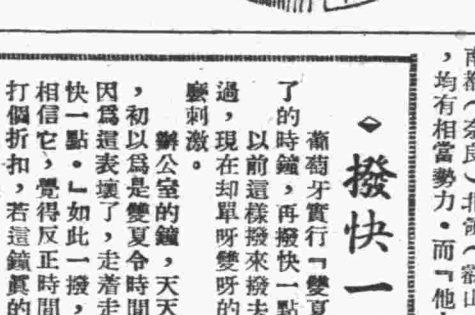 南都（奈良）北嶺（叡山
，均有相當勢力・而『他
◇撥快一
葡萄牙實行『雙夏
了的時鐘，再撥快一點
以前這樣撥來撥去
過，現在却單呀雙呀的
麼刺激。
辦公室的鐘，天天
，初以爲是雙夏令時間
因爲這表壞了，走着走
快一點。』如此一撥，
相信它，覺得反正時間
打個折扣，若這鐘眞的